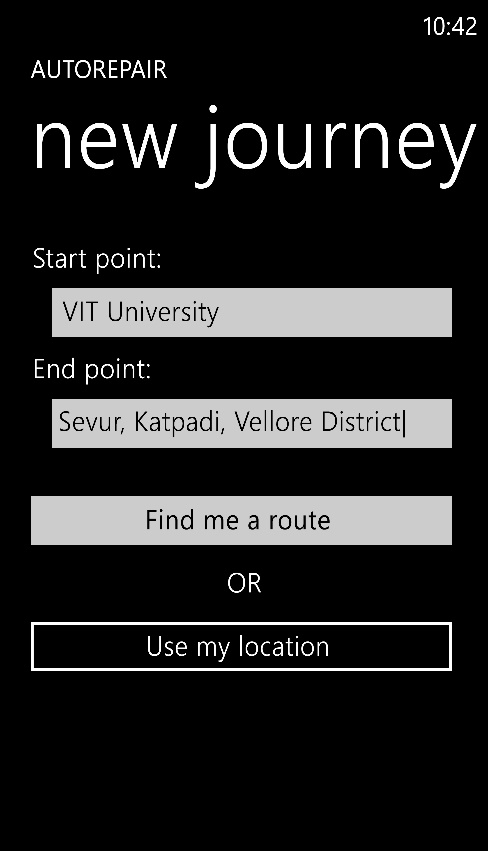 10:42
AUTOREPAIR
new journey
Start point:
VIT University
End point:
Sevur, Katpadi, Vellore District
Find me a route
OR
Use my location